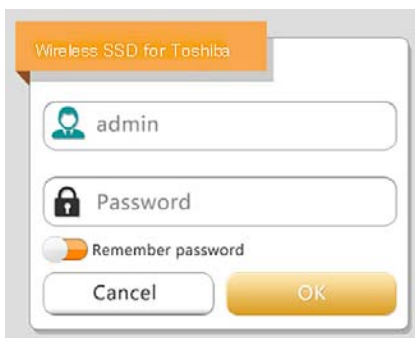 Wireless SSD for Toshiba
admin
Password
Remember password
Cancel OK